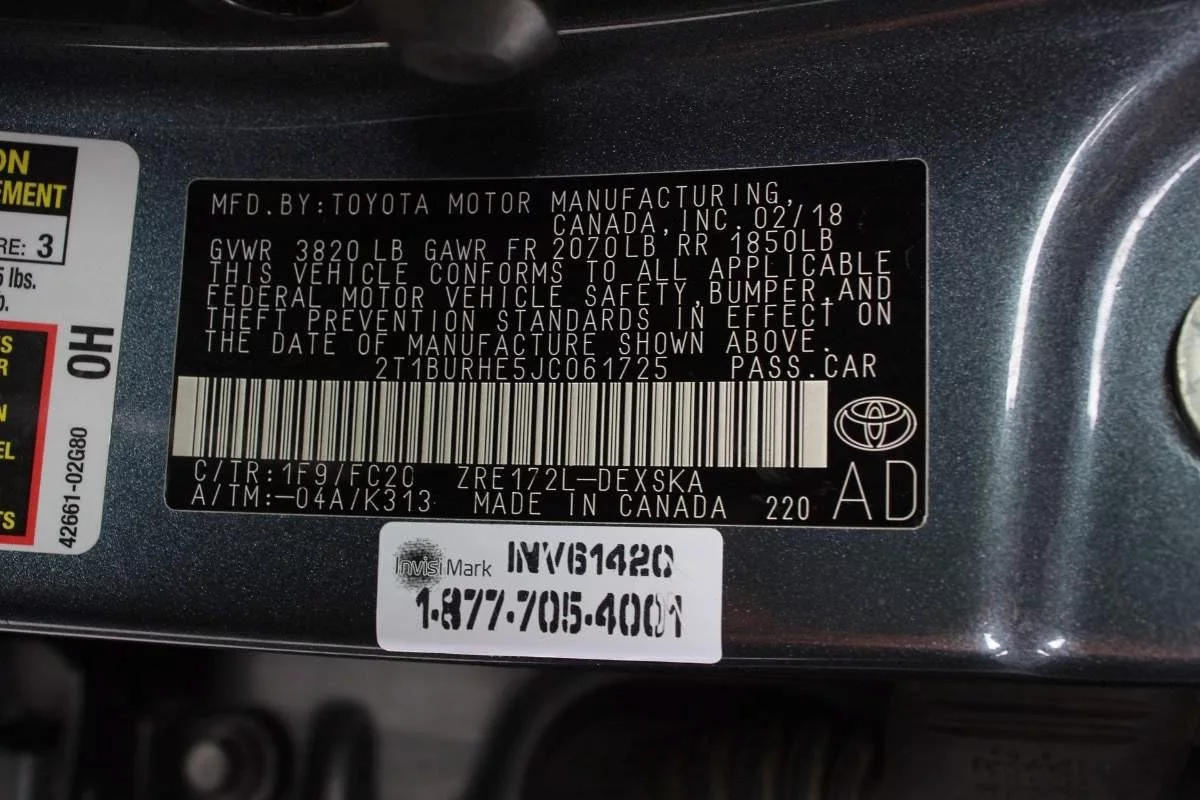 ON
EMENT
RE: 3
5 lbs.
OH
42661-02G80
MFD.BY:TOYOTA MOTOR MANUFACTURING,
CANADA,INC.02/18
GVWR 3820 LB GAWR FR 2070LB RR 1850LB
THIS VEHICLE CONFORMS TO ALL APPLICABLE
FEDERAL MOTOR VEHICLE SAFETY,BUMPER,AND
THEFT PREVENTION STANDARDS IN EFFECT ON
THE DATE OF MANUFACTURE SHOWN ABOVE.
2T1BURHE5JC061725 PASS.CAR
C/TR:1F9/FC20 ZRE172L-DEXSKA
A/TM:-04A/K313 MADE IN CANADA 220 AD
InvisiMark INV61420
1-877-705-4001